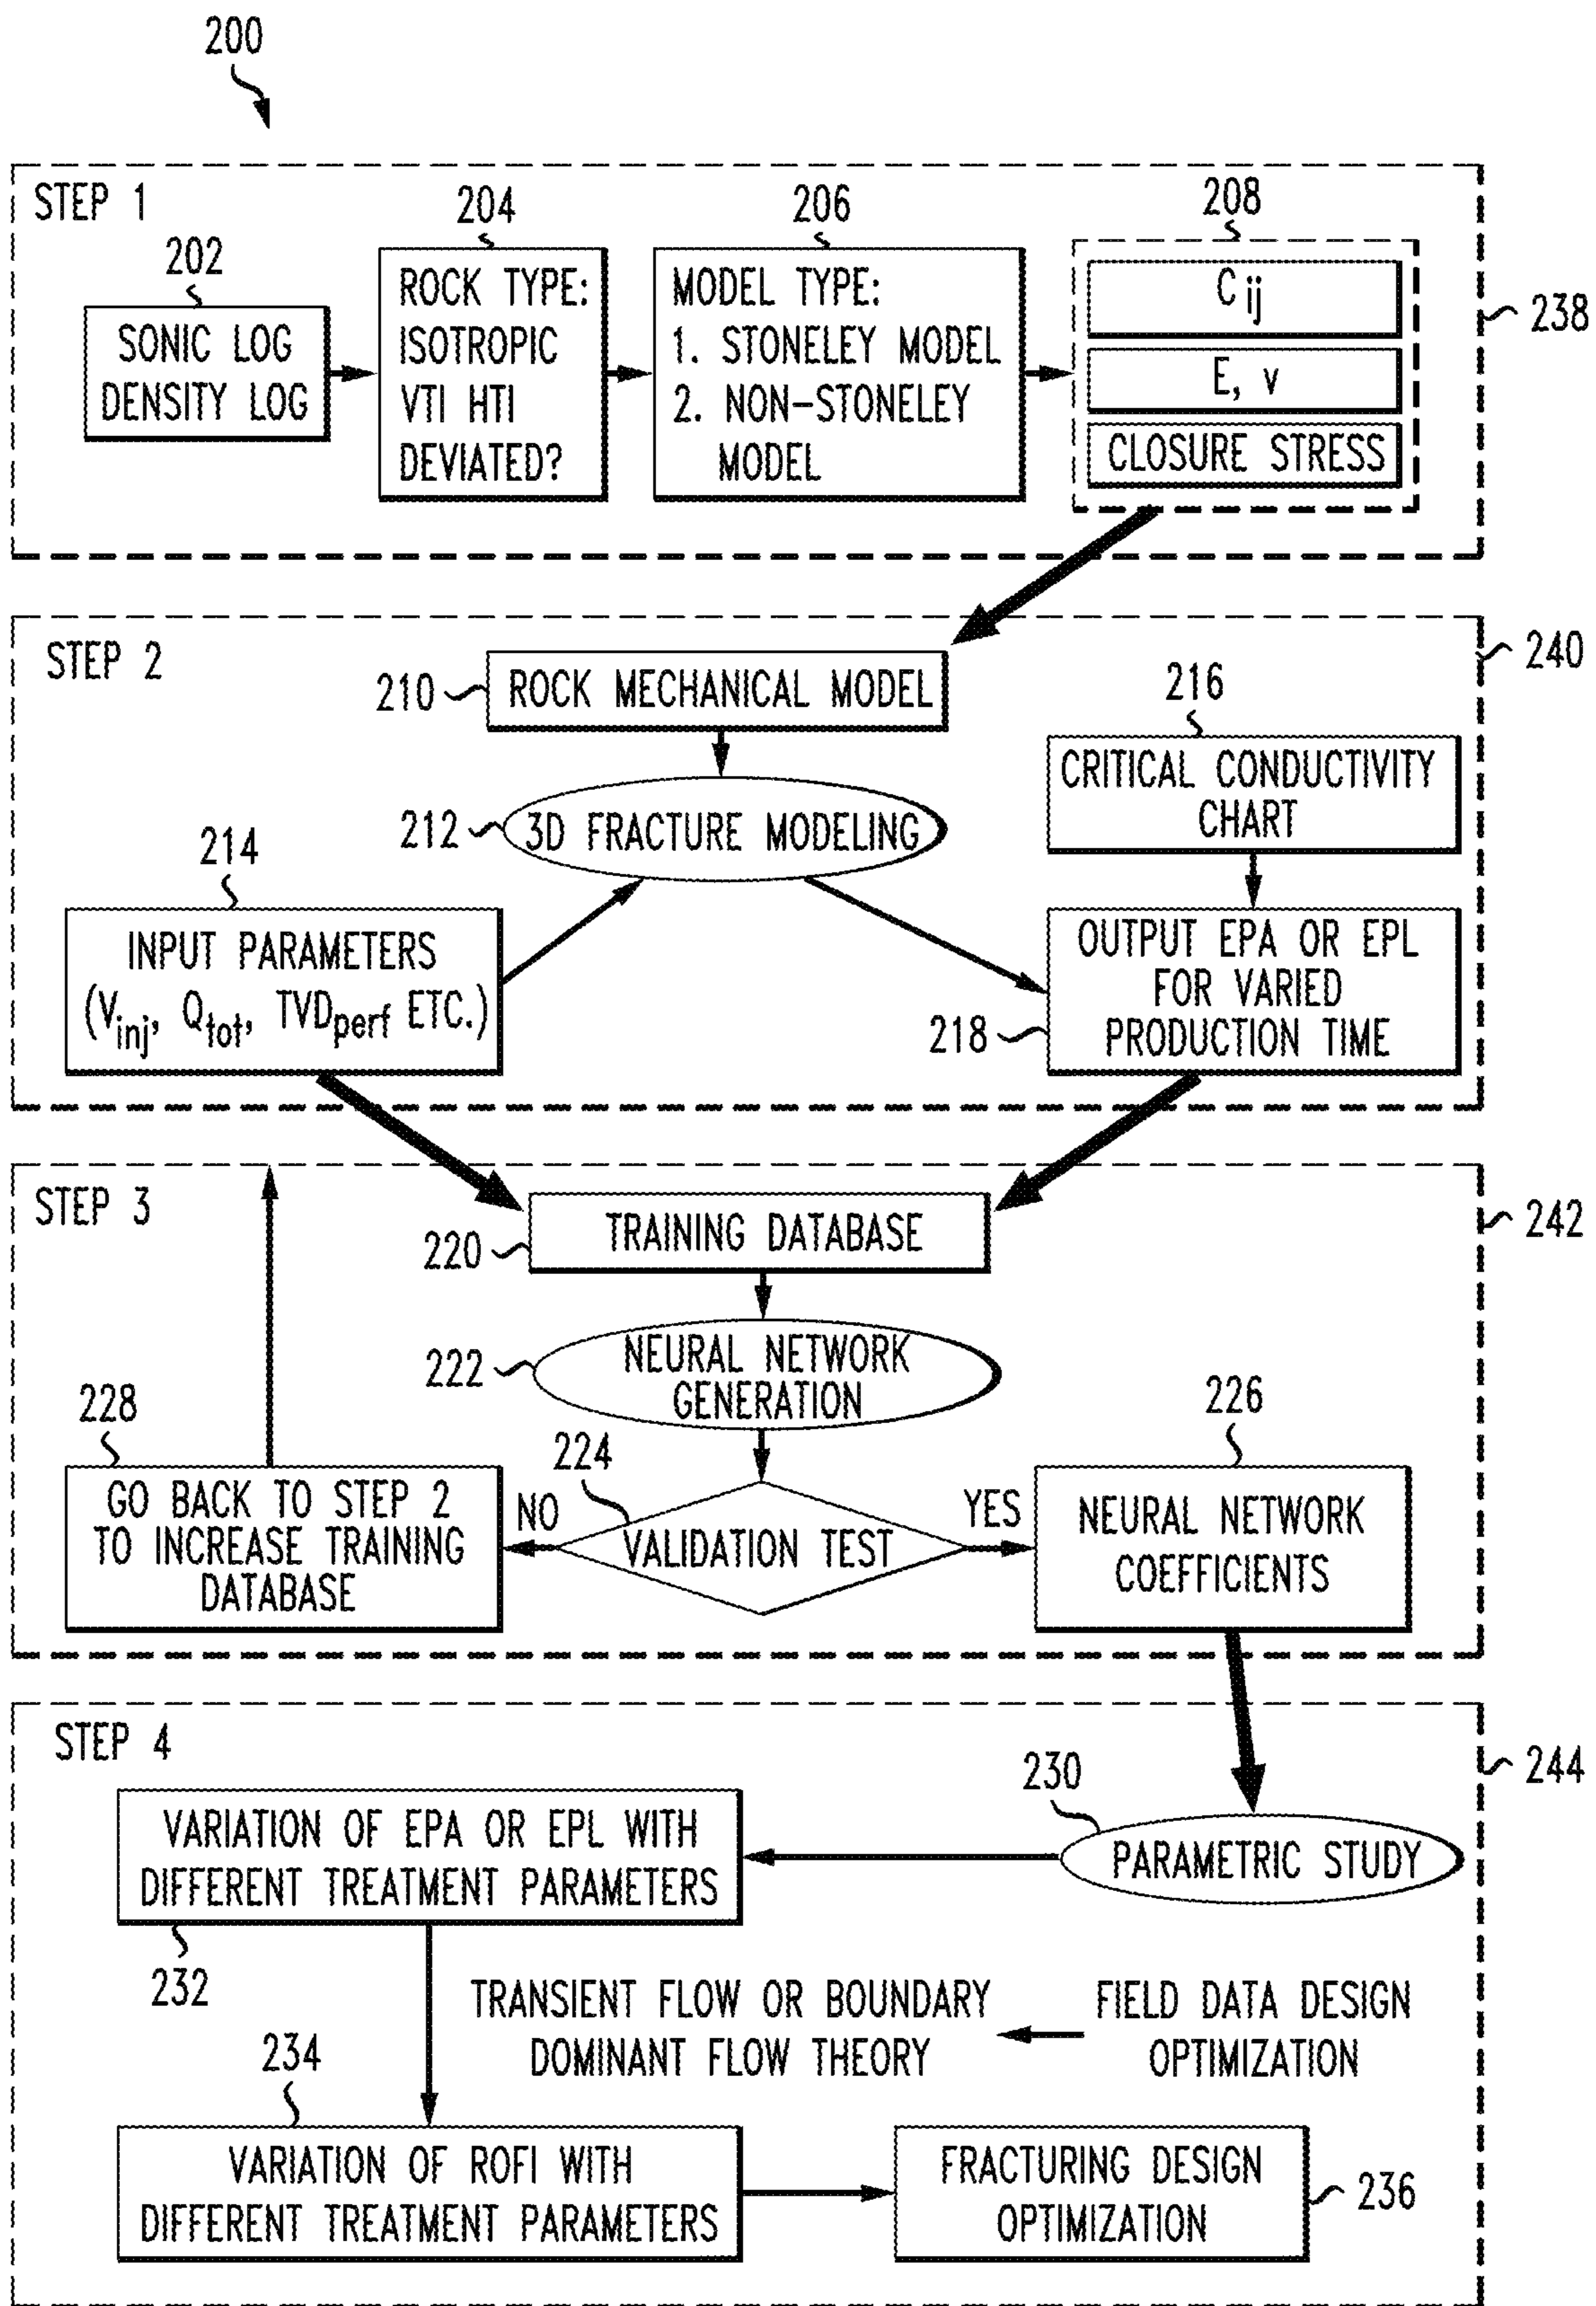 200
STEP 1
202
SONIC LOG
DENSITY LOG
204
ROCK TYPE:
ISOTROPIC
VTI HTI
DEVIATED?
206
MODEL TYPE:
1. STONELEY MODEL
2. NON-STONELEY
MODEL
208
C ij
E, v
CLOSURE STRESS
238
STEP 2
240
210
ROCK MECHANICAL MODEL
216
CRITICAL CONDUCTIVITY
CHART
212
3D FRACTURE MODELING
214
INPUT PARAMETERS
(Vinj, Qtot, TVDperf ETC.)
OUTPUT EPA OR EPL
FOR VARIED
PRODUCTION TIME
218
STEP 3
242
220
TRAINING DATABASE
222
NEURAL NETWORK
GENERATION
228
GO BACK TO STEP 2
TO INCREASE TRAINING
DATABASE
NO
224
VALIDATION TEST
YES
226
NEURAL NETWORK
COEFFICIENTS
STEP 4
244
230
PARAMETRIC STUDY
VARIATION OF EPA OR EPL WITH
DIFFERENT TREATMENT PARAMETERS
232
TRANSIENT FLOW OR BOUNDARY
DOMINANT FLOW THEORY
FIELD DATA DESIGN
OPTIMIZATION
234
VARIATION OF ROFI WITH
DIFFERENT TREATMENT PARAMETERS
FRACTURING DESIGN
OPTIMIZATION
236